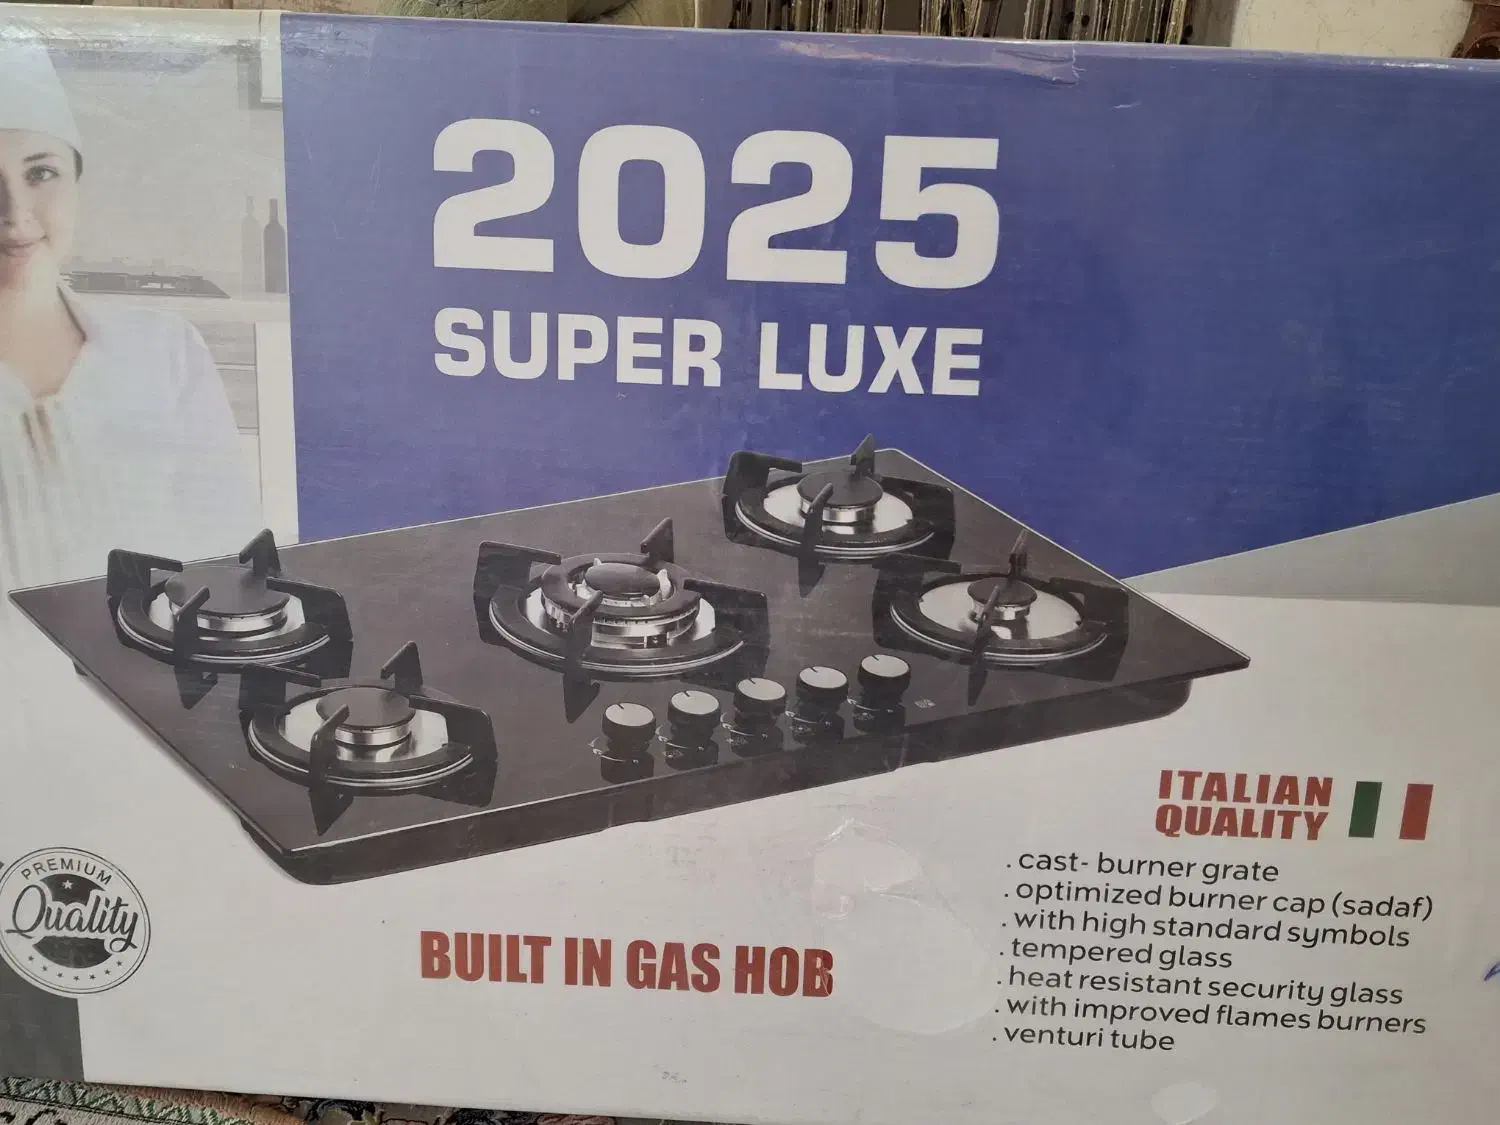 2025
SUPER LUXE
ITALIAN
QUALITY
. cast- burner grate
. optimized burner cap (sadaf)
. with high standard symbols
. tempered glass
. heat resistant security glass
. with improved flames burners
. venturi tube
PREMIUM
Quality
BUILT IN GAS HOB